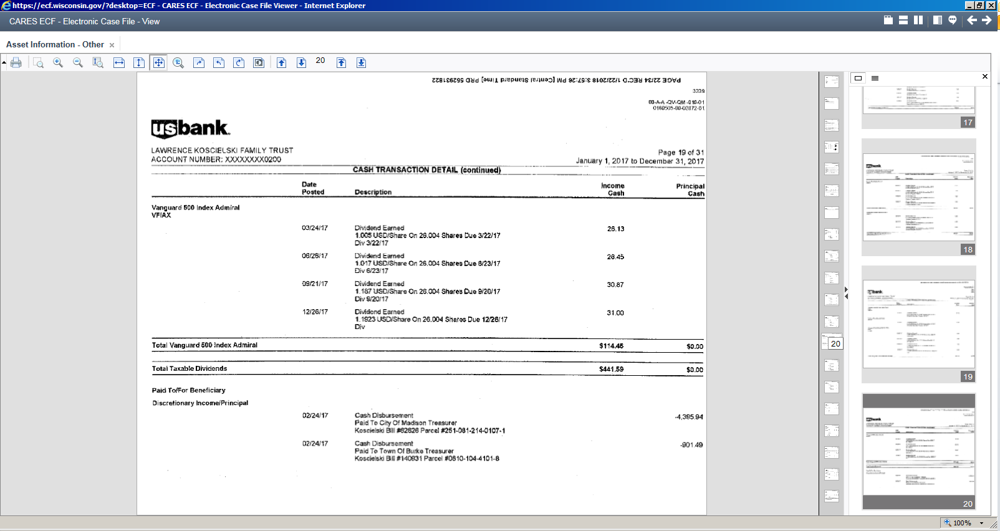 https://ecf.wisconsin.gov/?desktop=ECF - CARES ECF - Electronic Case File Viewer - Internet Explorer
CARES ECF - Electronic Case File - View
Asset Information - Other x
20
PAGE 22/34 REC'D 1/22/2018 3:57:26 PM [Central Standard Time] PRD 552931822
3339
00-A-A -QV-QM -010-01
0160505-00-02872-01
usbank.
LAWRENCE KOSCIELSKI FAMILY TRUST
ACCOUNT NUMBER: XXXXXXXX0200
Page 19 of 31
January 1, 2017 to December 31, 2017
CASH TRANSACTION DETAIL (continued)
Date Posted Description Income Cash Principal Cash
Vanguard 500 Index Admiral
VFIAX
03/24/17 Dividend Earned 26.13
1.005 USD/Share On 26.004 Shares Due 3/22/17
Div 3/22/17
06/26/17 Dividend Earned 26.45
1.017 USD/Share On 26.004 Shares Due 6/23/17
Div 6/23/17
09/21/17 Dividend Earned 30.87
1.187 USD/Share On 26.004 Shares Due 9/20/17
Div 9/20/17
12/26/17 Dividend Earned 31.00
1.1923 USD/Share On 26.004 Shares Due 12/26/17
Div
Total Vanguard 500 Index Admiral $114.45 $0.00
Total Taxable Dividends $441.59 $0.00
Paid To/For Beneficiary
Discretionary Income/Principal
02/24/17 Cash Disbursement -4,395.94
Paid To City Of Madison Treasurer
Koscielski Bill #62626 Parcel #251-081-214-0107-1
02/24/17 Cash Disbursement -901.49
Paid To Town Of Burke Treasurer
Koscielski Bill #140931 Parcel #0810-104-4101-8
20
17
18
19
20
100%